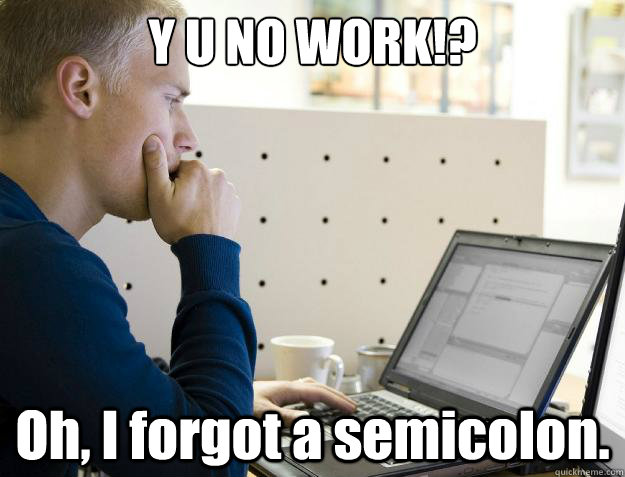 Y U NO WORK!?
Oh, I forgot a semicolon.
quickmeme.com